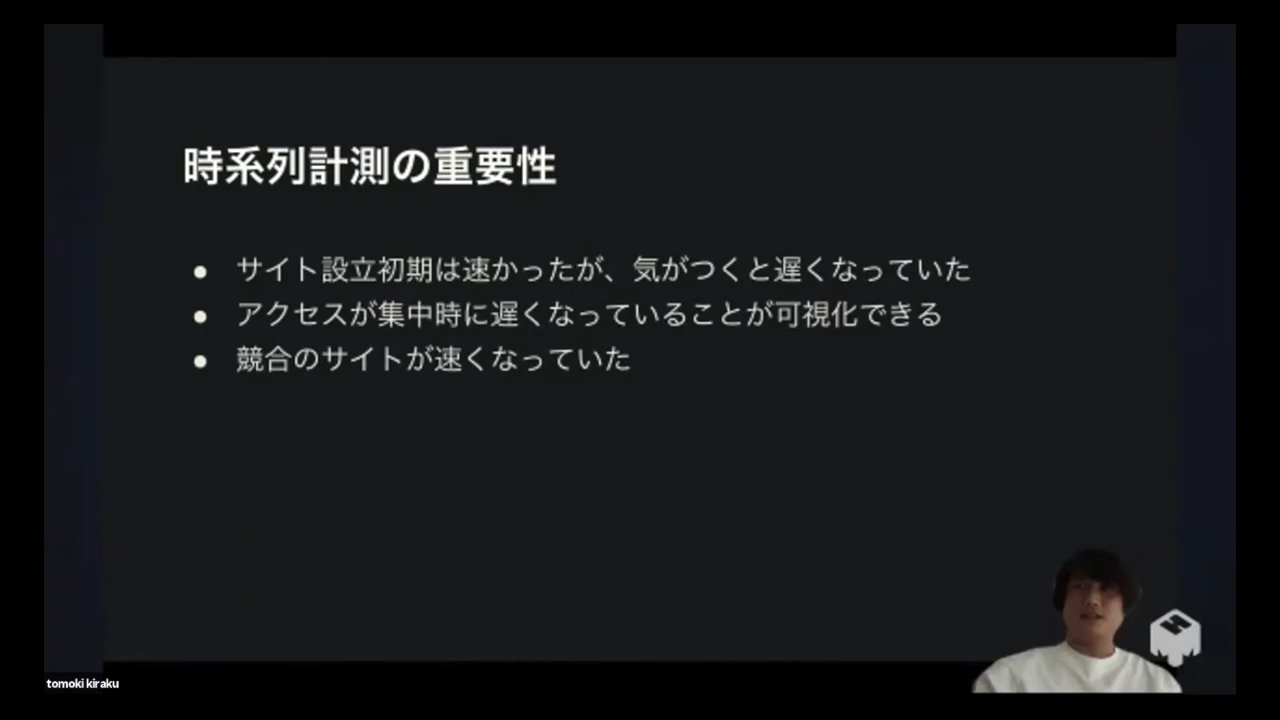 時系列計測の重要性
● サイト設立初期は速かったが、気がつくと遅くなっていた
● アクセスが集中時に遅くなっていることが可視化できる
●競合のサイトが速くなっていた
tomoki kiraku